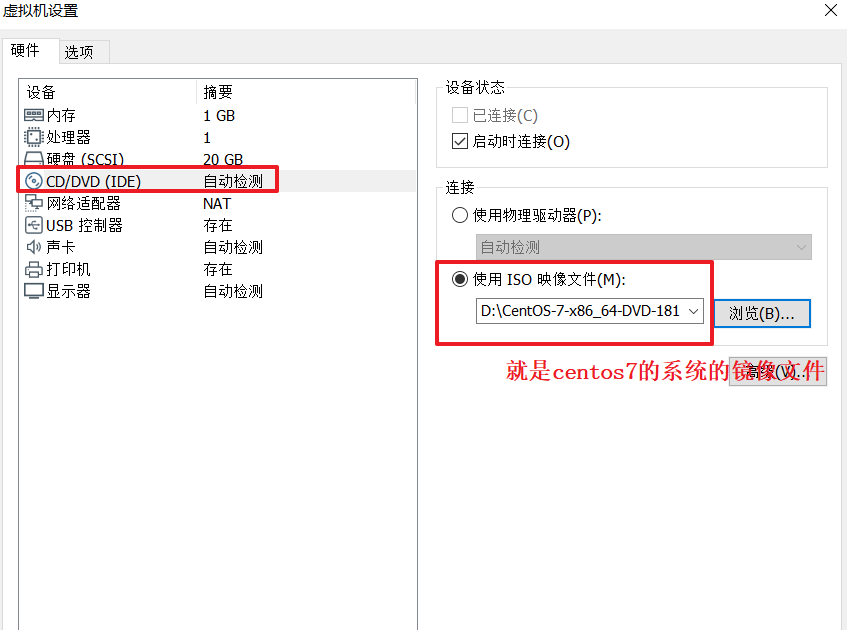 虚拟机设置
硬件 选项
设备 摘要
内存 1 GB
处理器 1
硬盘 (SCSI) 20 GB
CD/DVD (IDE) 自动检测
网络适配器 NAT
USB 控制器 存在
声卡 自动检测
打印机 存在
显示器 自动检测
设备状态
已连接(C)
启动时连接(O)
连接
使用物理驱动器(P):
自动检测
使用 ISO 映像文件(M):
D:\CentOS-7-x86_64-DVD-181
浏览(B)...
就是centos7的系统的镜像文件
高级(V)...